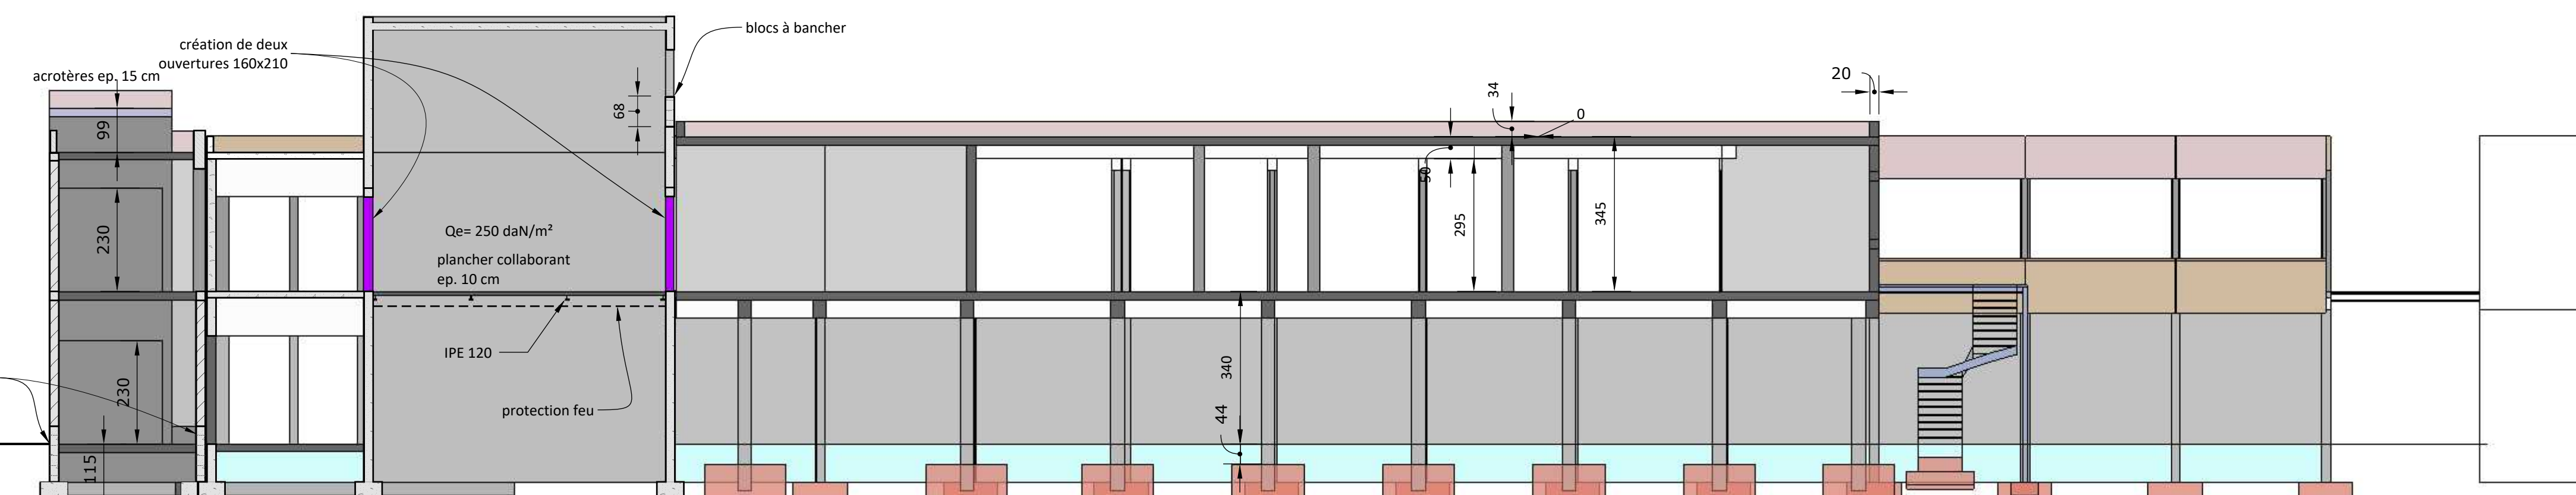 blocs à bancher
création de deux
ouvertures 160x210
acrotères ep. 15 cm
20
34
0
68
99
50
230
295
345
Qe= 250 daN/m²
plancher collaborant
ep. 10 cm
IPE 120
340
230
protection feu
44
115